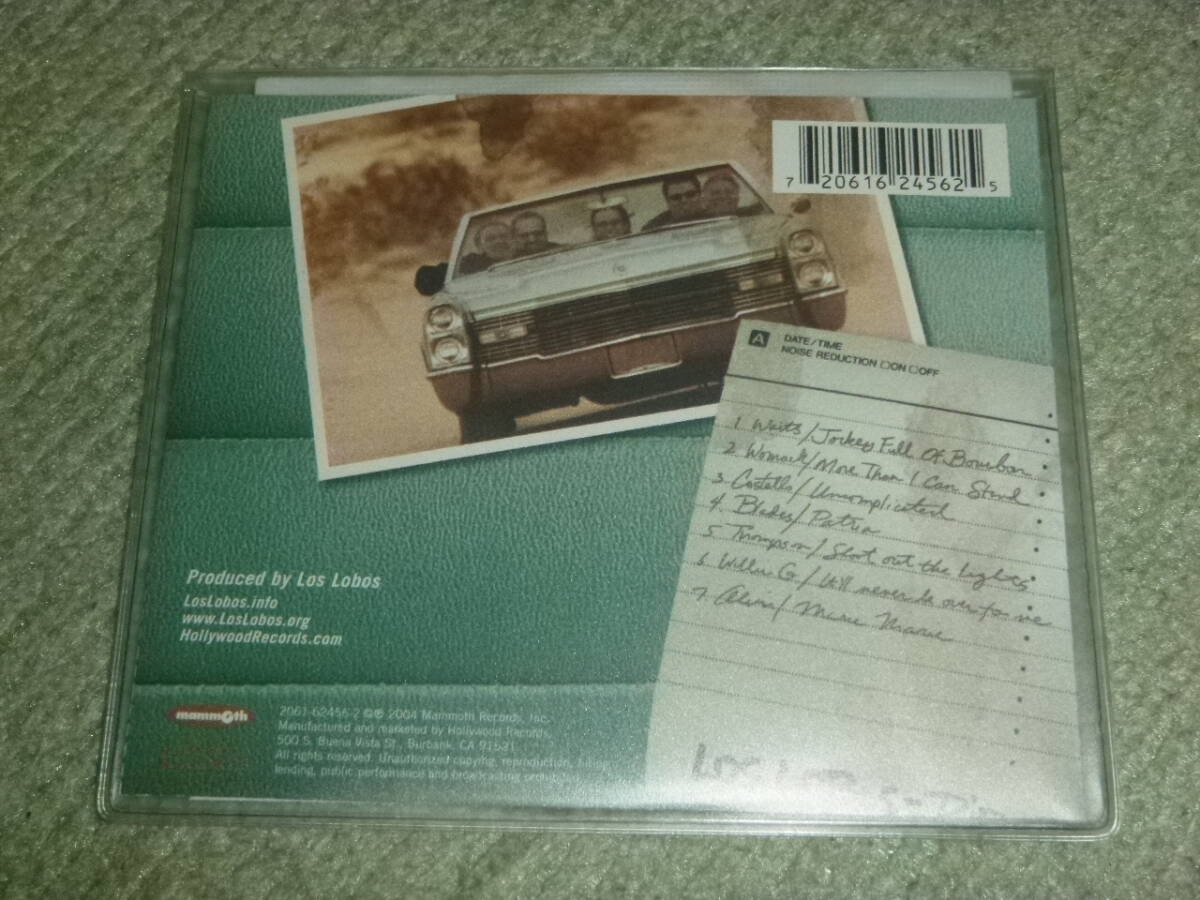 7 20616 24562 5
A DATE/TIME
NOISE REDUCTION □ON □OFF
1 Waits/Jockey Full Of Bourbon
2 Womack/More Than I Can Stand
3 Costello/Uncomplicated
4. Blades/Patria
5 Thompson/Shoot out the Lights
6 Willie G/It'll never be over for me
7 Alvin/Marie Marie
Produced by Los Lobos
LosLobos.info
www.LosLobos.org
HollywoodRecords.com
mammoth
2061-62456-2 ©℗ 2004 Mammoth Records, Inc.
Manufactured and marketed by Hollywood Records,
500 S. Buena Vista St., Burbank, CA 91521
All rights reserved. Unauthorized copying, reproduction, hiring,
lending, public performance and broadcasting prohibited.